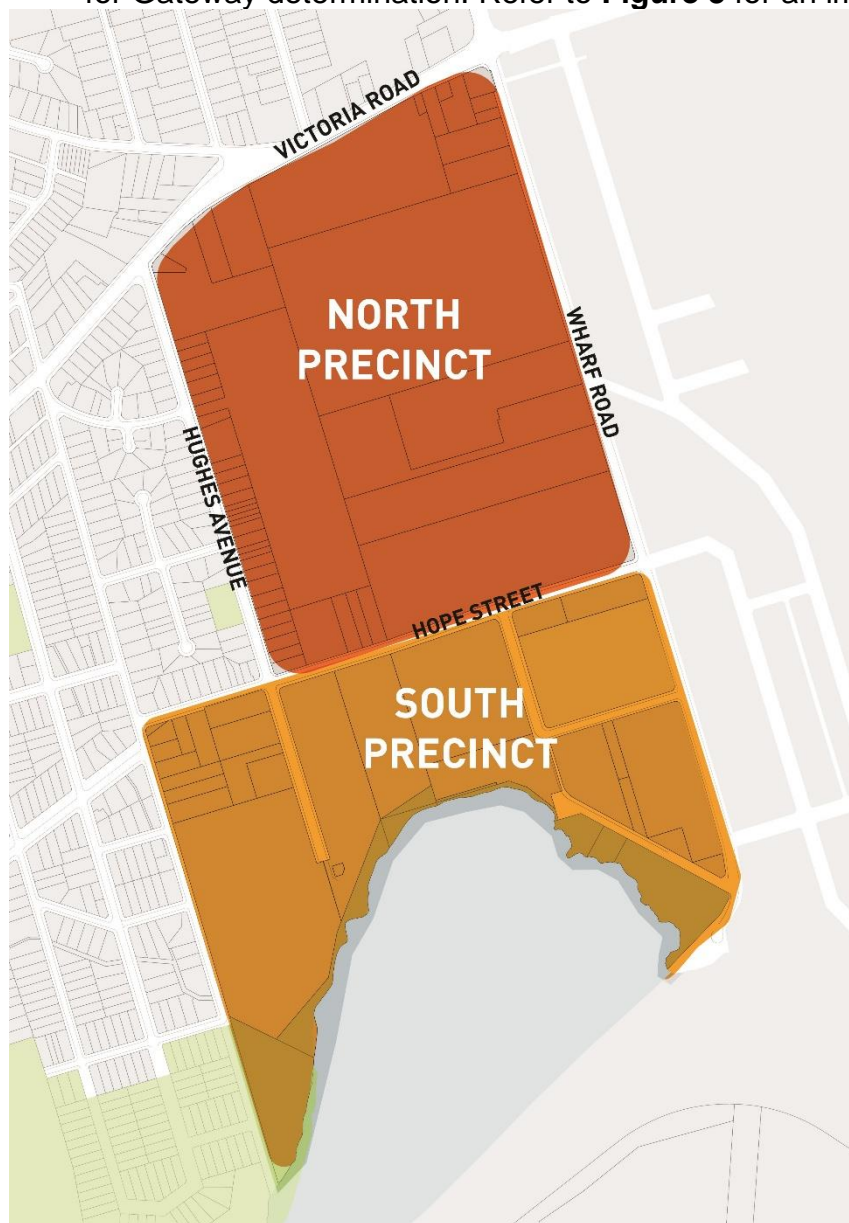 for Gateway determination. Refer to Figure 3 for an im
VICTORIA ROAD
NORTH
PRECINCT
WHARF ROAD
HUGHES AVENUE
HOPE STREET
SOUTH
PRECINCT